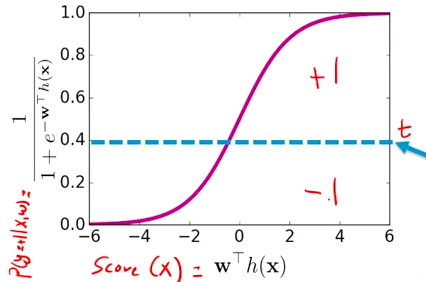 1.0
0.8
0.6
0.4
0.2
0.0
−6 −4 −2 0 2 4 6
1
1 + e^{−w^⊤h(x)}
P(y=+1|x,w)=
+1
t
-1
Score (x) = w^⊤h(x)